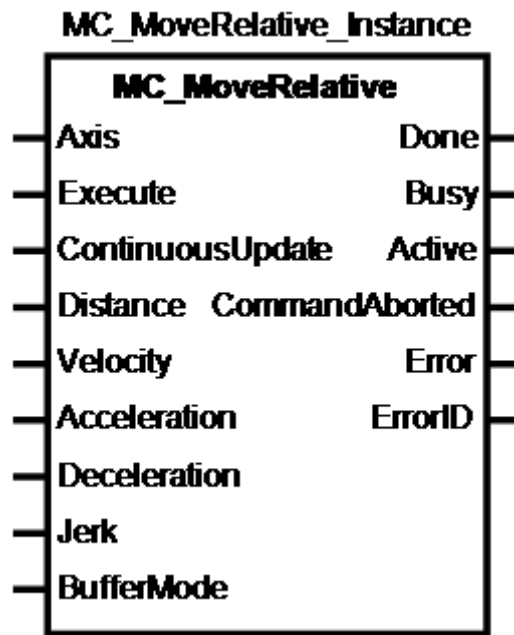 MC_MoveRelative_Instance
MC_MoveRelative
Axis Done
Execute Busy
ContinuousUpdate Active
Distance CommandAborted
Velocity Error
Acceleration ErrorID
Deceleration
Jerk
BufferMode